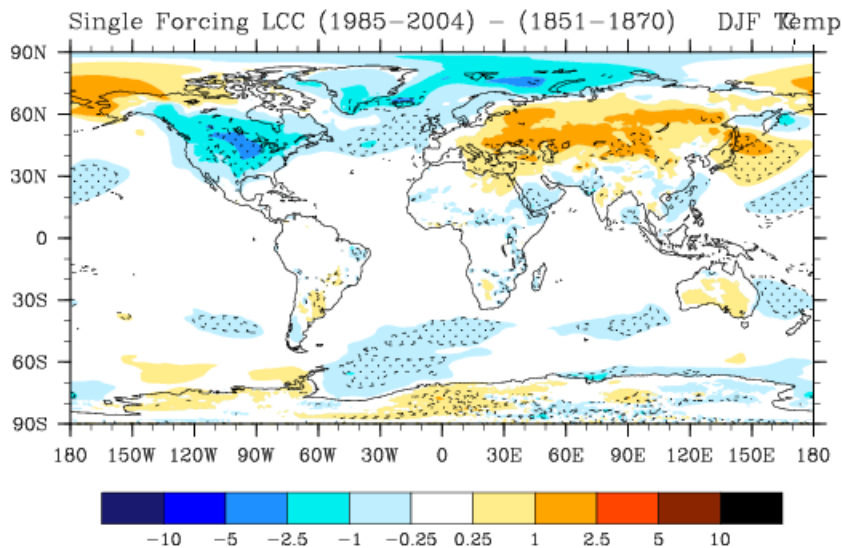 Single Forcing LCC (1985−2004) − (1851−1870) DJF Temp K
90N
60N
30N
0
30S
60S
90S
180 150W 120W 90W 60W 30W 0 30E 60E 90E 120E 150E 180
−10 −5 −2.5 −1 −0.25 0.25 1 2.5 5 10